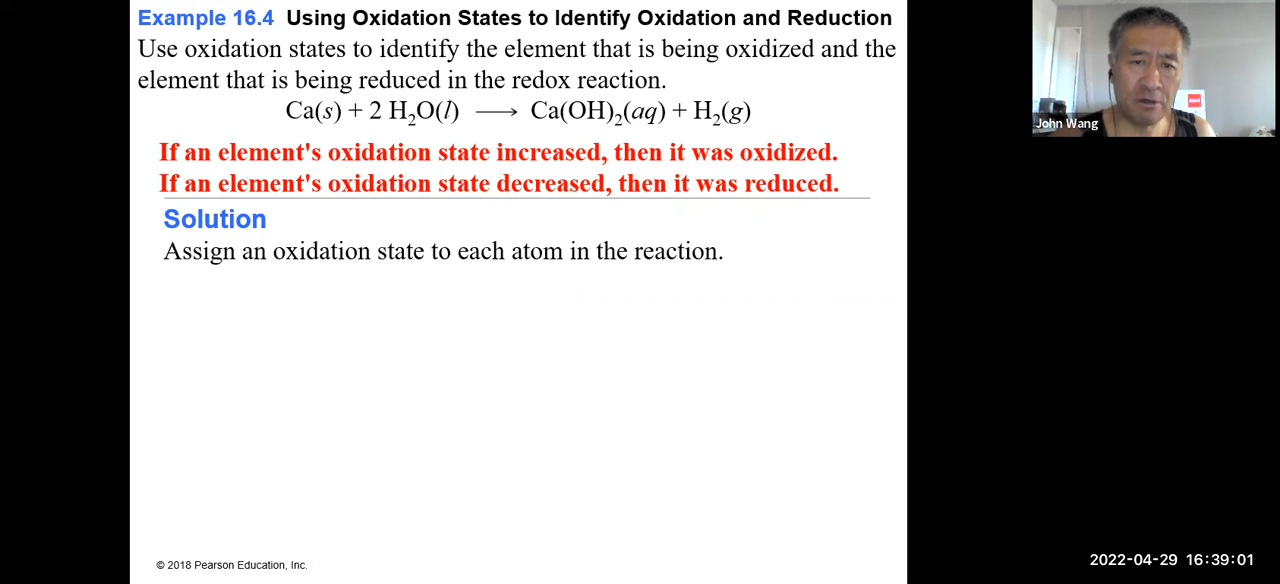 Example 16.4 Using Oxidation States to Identify Oxidation and Reduction
Use oxidation states to identify the element that is being oxidized and the
element that is being reduced in the redox reaction.
Ca(s) + 2 H₂O(l) ⟶ Ca(OH)₂(aq) + H₂(g)
If an element's oxidation state increased, then it was oxidized.
If an element's oxidation state decreased, then it was reduced.
Solution
Assign an oxidation state to each atom in the reaction.
© 2018 Pearson Education, Inc.
John Wang
2022-04-29 16:39:01